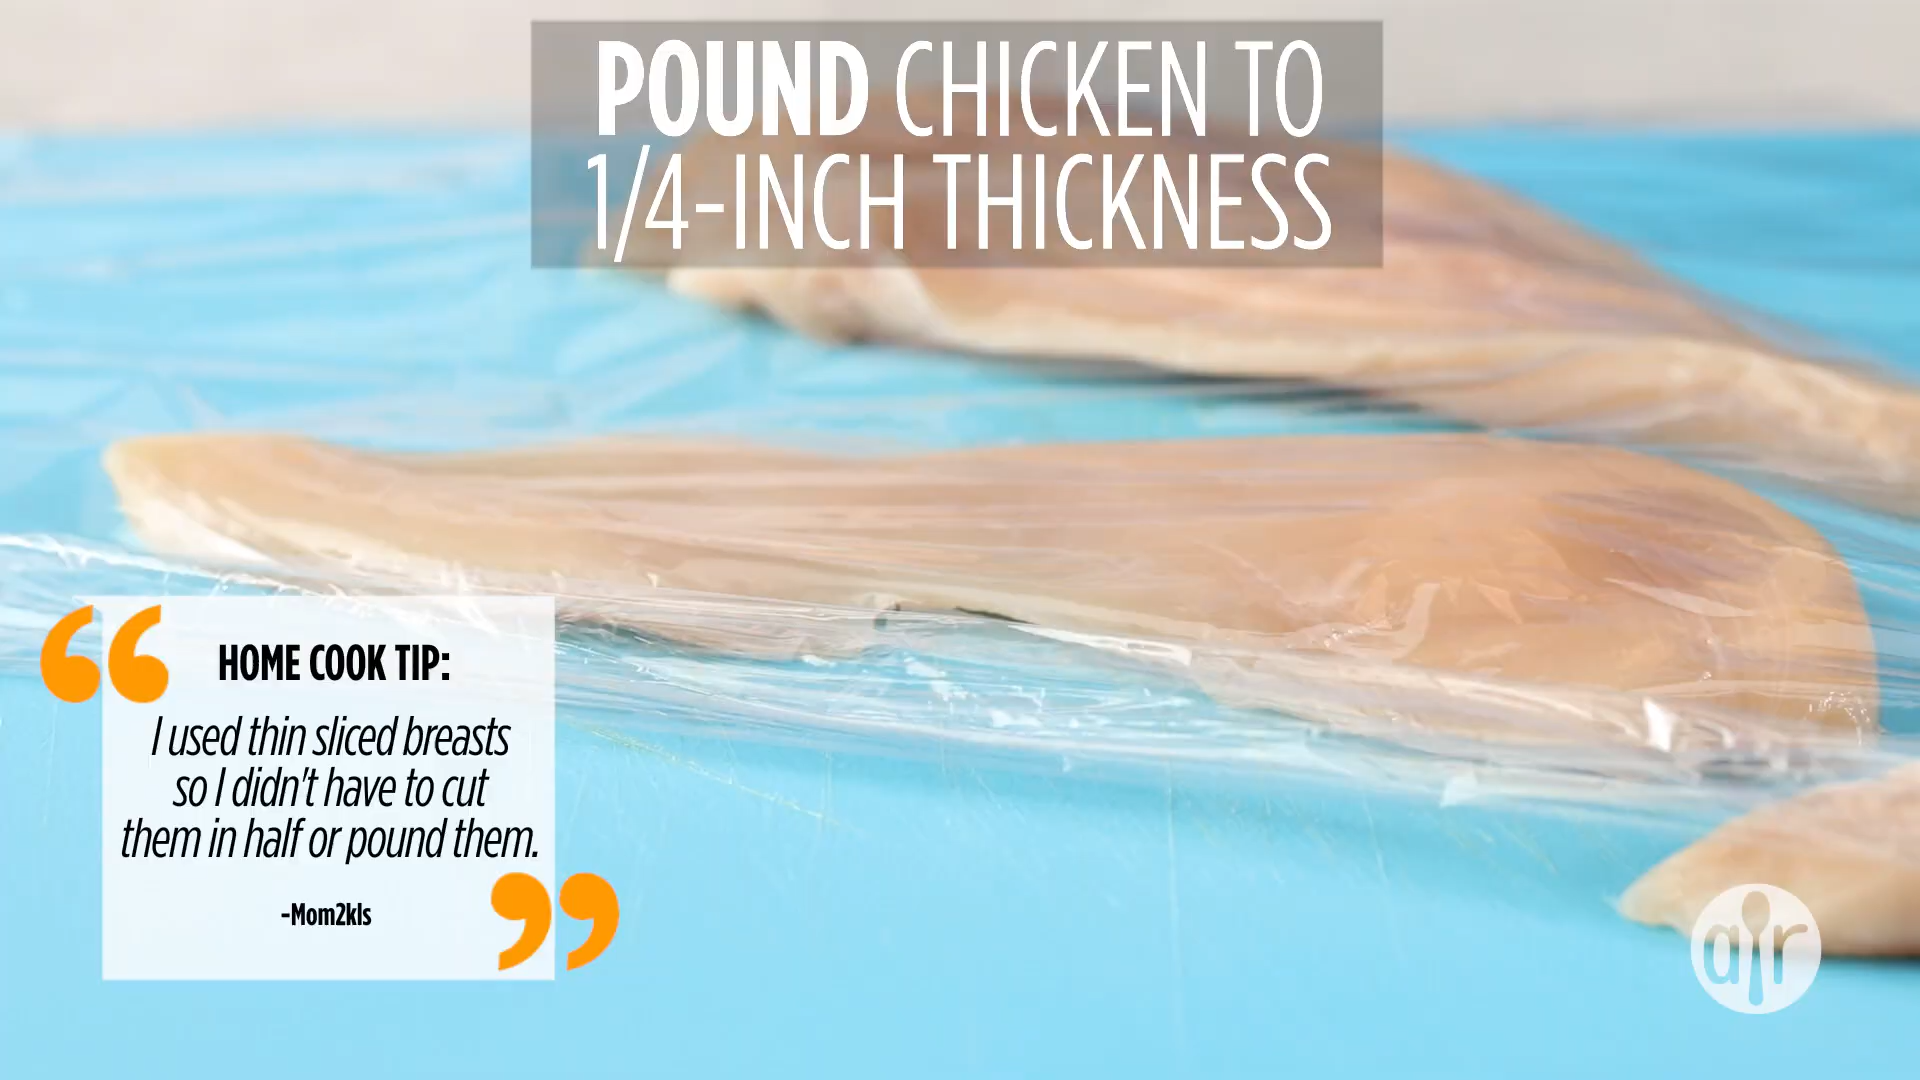 POUND CHICKEN TO
1/4-INCH THICKNESS
HOME COOK TIP:
I used thin sliced breasts
so I didn't have to cut
them in half or pound them.
-Mom2kls
ar